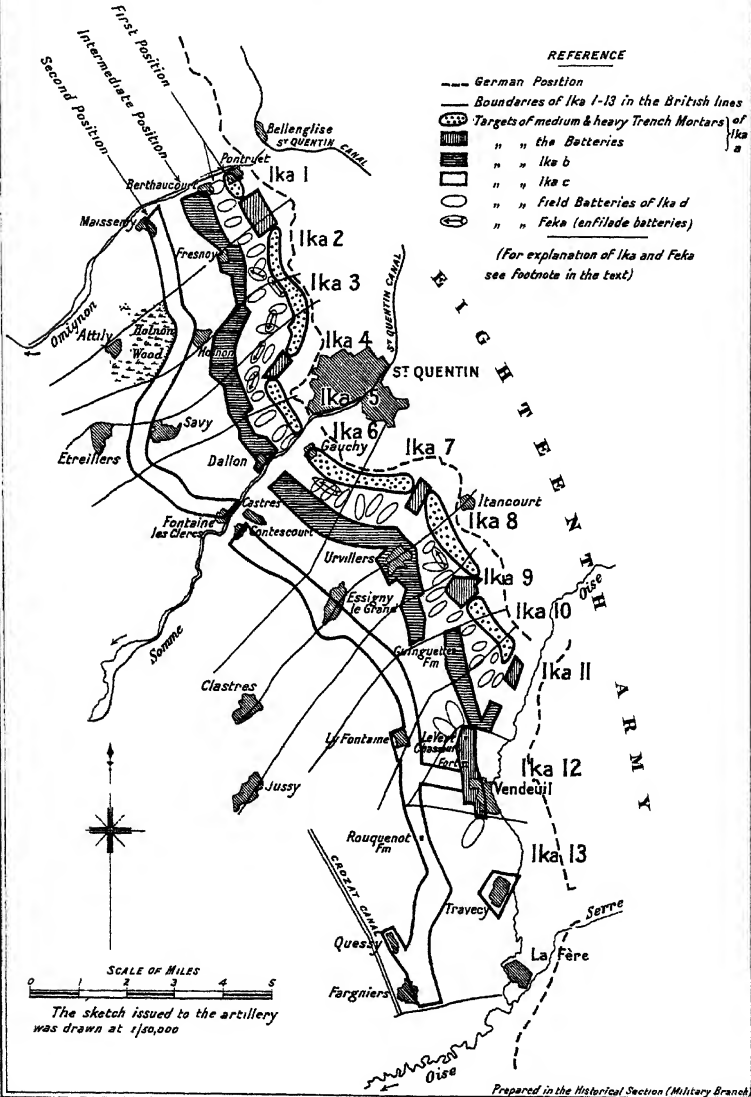 First Position
Intermediate Position
Second Position
REFERENCE
German Position
Boundaries of Ika 1-13 in the British lines
Targets of medium & heavy Trench Mortars } of Ika a
" " the Batteries
" " Ika b
" " Ika c
" " Field Batteries of Ika d
" " Feka (enfilade batteries)
(For explanation of Ika and Feka
see Footnote in the text)
Bellenglise
ST QUENTIN CANAL
Pontruet
Ika 1
Berthaucourt
Maissemy
Ika 2
Fresnoy
Ika 3
ST QUENTIN CANAL
EIGHTEENTH ARMY
Omignon
Attily
Holnon
Wood
Holnon
Ika 4
ST QUENTIN
Ika 5
Savy
Etreillers
Ika 6
Gauchy
Ika 7
Dallon
Itancourt
Castres
Ika 8
Fontaine
les Clercs
Contescourt
Urvillers
Ika 9
Oise
Essigny
le Grand
Ika 10
Somme
Guinguette
Fm
Ika 11
Clastres
Ly Fontaine
Le Vert
Chasseur
Fort
Ika 12
Vendeuil
Jussy
Rouquenot
Fm
Ika 13
CROZAT CANAL
Travecy
Serre
Quessy
La Fère
Fargniers
SCALE OF MILES
0 1 2 3 4 5
The sketch issued to the artillery
was drawn at 1/50,000
Oise
Prepared in the Historical Section (Military Branch)